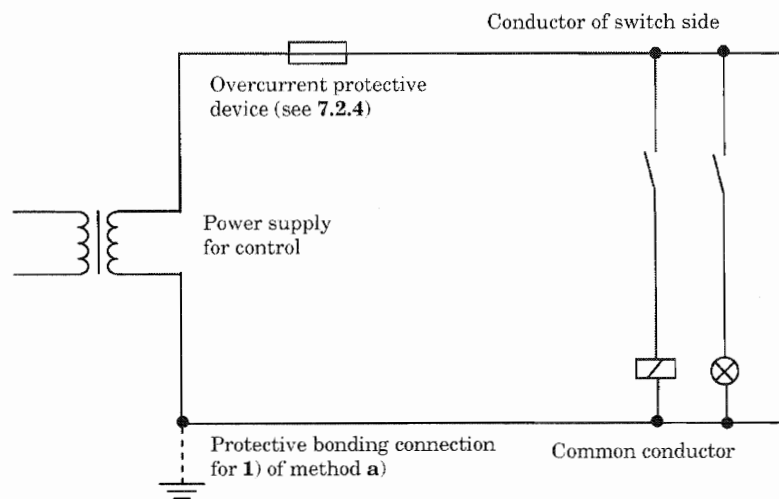 Conductor of switch side
Overcurrent protective
device (see 7.2.4)
Power supply
for control
Protective bonding connection
for 1) of method a)
Common conductor